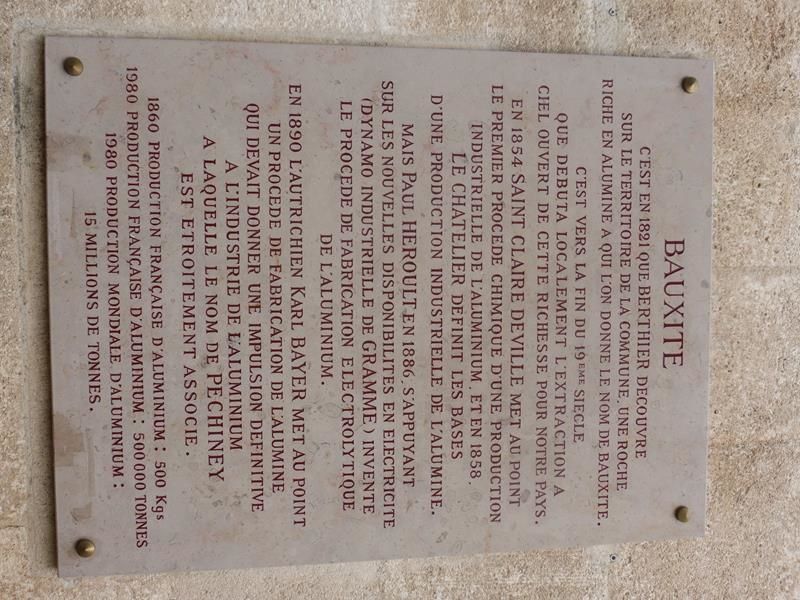 BAUXITE
C'EST EN 1821, QUE BERTHIER DECOUVRE
SUR LE TERRITOIRE DE LA COMMUNE, UNE ROCHE
RICHE EN ALUMINE A QUI L'ON DONNE LE NOM DE BAUXITE.
C'EST VERS LA FIN DU 19EME SIECLE,
QUE DEBUTA LOCALEMENT L'EXTRACTION A
CIEL OUVERT DE CETTE RICHESSE POUR NOTRE PAYS.
EN 1854, SAINT CLAIRE DEVILLE MET AU POINT
LE PREMIER PROCEDE CHIMIQUE D'UNE PRODUCTION
INDUSTRIELLE DE L'ALUMINIUM, ET EN 1858,
LE CHATELIER DEFINIT LES BASES
D'UNE PRODUCTION INDUSTRIELLE DE L'ALUMINE.
MAIS PAUL HEROULT EN 1886, S'APPUYANT
SUR LES NOUVELLES DISPONIBILITES EN ELECTRICITE
(DYNAMO INDUSTRIELLE DE GRAMME) INVENTE
LE PROCEDE DE FABRICATION ELECTROLYTIQUE
DE L'ALUMINIUM.
EN 1890 L'AUTRICHIEN KARL BAYER MET AU POINT
UN PROCEDE DE FABRICATION DE L'ALUMINE
QUI DEVAIT DONNER UNE IMPULSION DEFINITIVE
A L'INDUSTRIE DE L'ALUMINIUM
A LAQUELLE LE NOM DE PECHINEY
EST ETROITEMENT ASSOCIE.
1860 PRODUCTION FRANÇAISE D'ALUMINIUM : 500 Kgs
1980 PRODUCTION FRANÇAISE D'ALUMINIUM : 500 000 TONNES
1980 PRODUCTION MONDIALE D'ALUMINIUM :
15 MILLIONS DE TONNES.